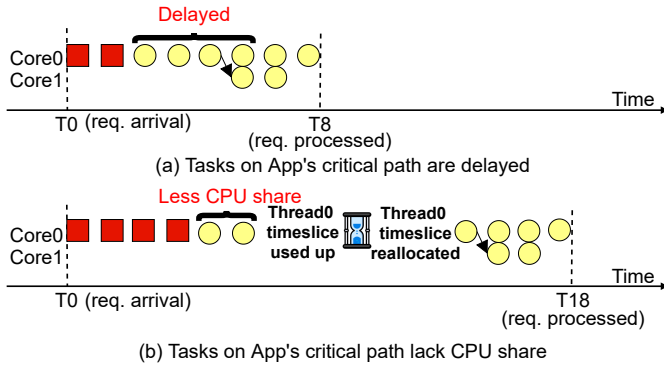 Delayed
Core0
Core1
Time
T0 (req. arrival)
T8
(req. processed)
(a) Tasks on App's critical path are delayed
Less CPU share
Thread0
timeslice
used up
Thread0
timeslice
reallocated
Core0
Core1
Time
T0 (req. arrival)
T18
(req. processed)
(b) Tasks on App's critical path lack CPU share